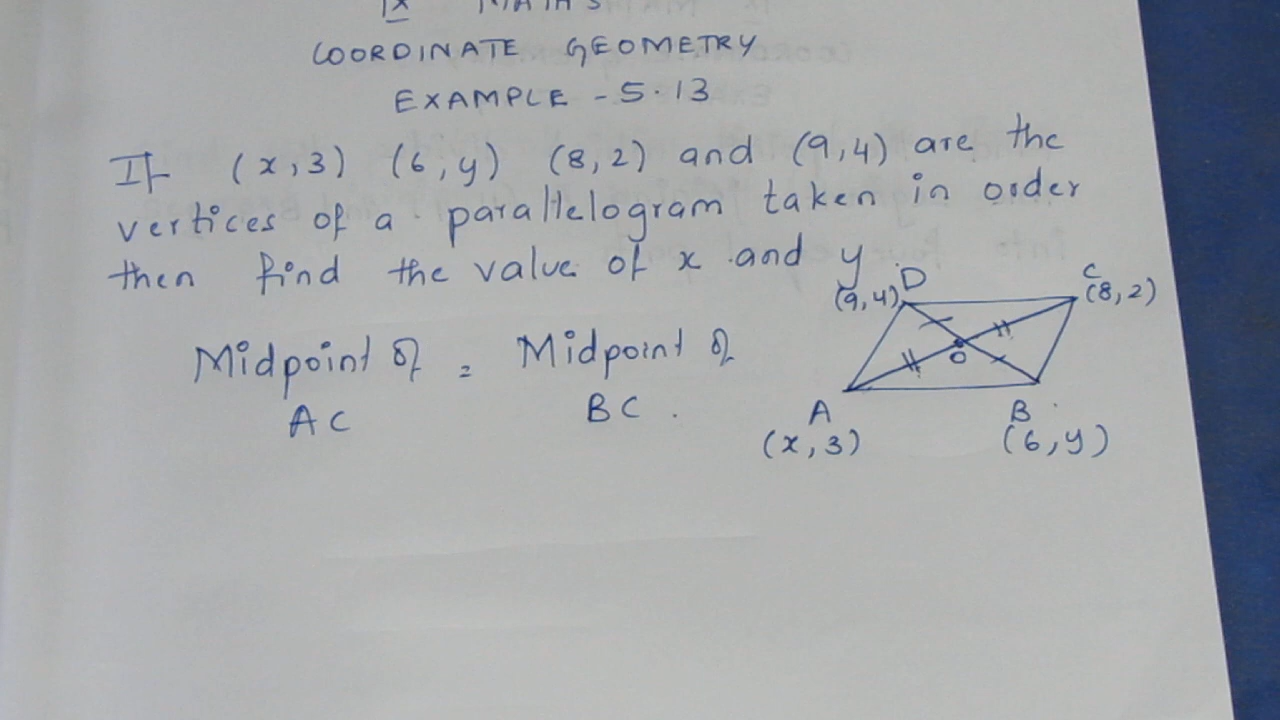 IX MATHS
COORDINATE GEOMETRY
EXAMPLE - 5.13
If (x,3) (6,y) (8,2) and (9,4) are the
vertices of a parallelogram taken in order
then find the value of x and y.
D
(9,4)
C
(8,2)
Midpoint of = Midpoint of
AC BC.
O
A
(x,3)
B
(6,y)